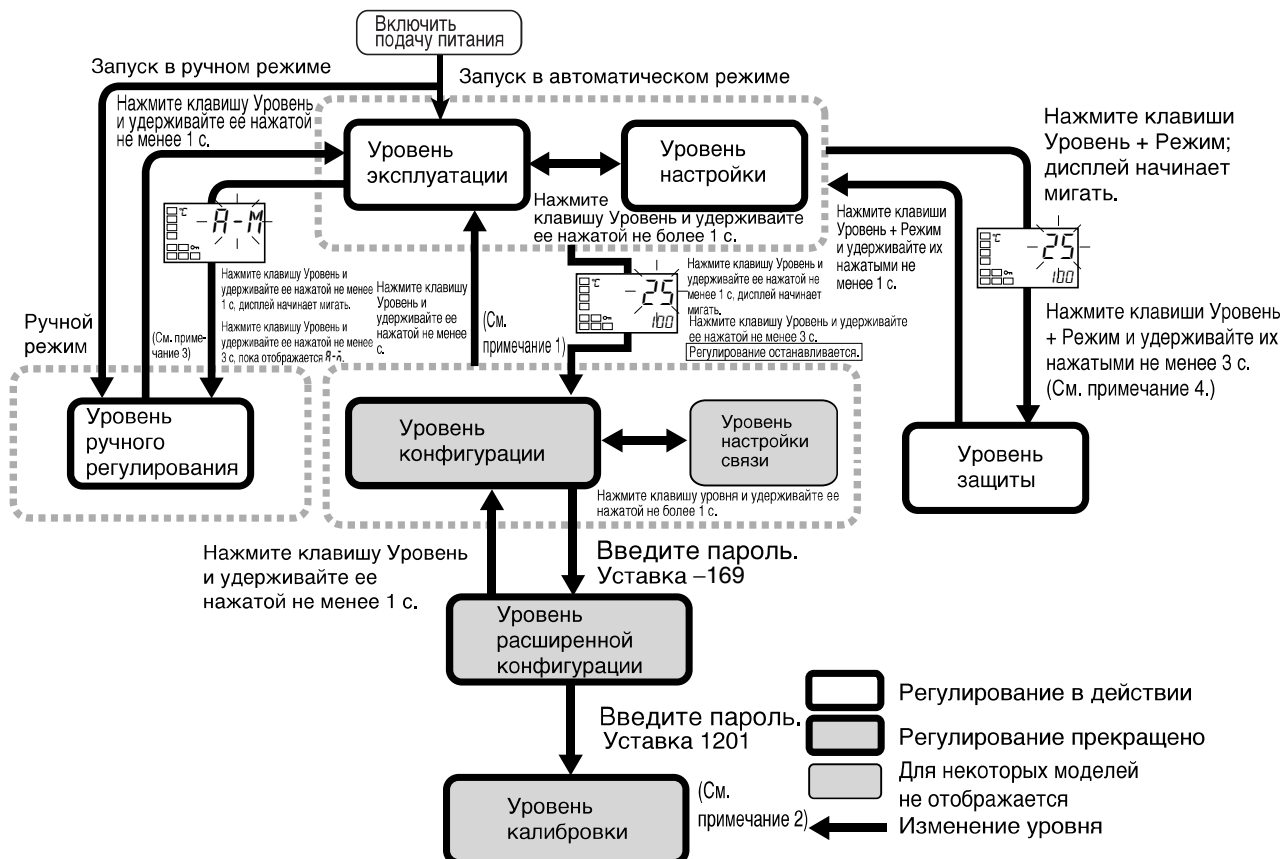 Включить
подачу питания
Запуск в ручном режиме
Запуск в автоматическом режиме
Нажмите клавишу Уровень
и удерживайте ее нажатой
не менее 1 с.
Уровень
эксплуатации
Уровень
настройки
Нажмите клавиши
Уровень + Режим;
дисплей начинает
мигать.
°C
A-M
Нажмите
клавишу Уровень и удерживайте
ее нажатой не более 1 с.
Нажмите клавиши
Уровень + Режим
и удерживайте их
нажатыми не
менее 1 с.
°C
25
100
Нажмите клавишу Уровень и
удерживайте ее нажатой не менее
1 с, дисплей начинает мигать.
Нажмите клавишу Уровень и
удерживайте ее нажатой не менее
3 с, пока отображается A-M.
Нажмите клавишу
Уровень и
удерживайте ее
нажатой не менее
с.
(См.
примечание 1)
°C
25
100
Нажмите клавишу Уровень и
удерживайте ее нажатой не
менее 1 с, дисплей начинает
мигать.
Нажмите клавишу Уровень и удерживайте
ее нажатой не менее 3 с.
Регулирование останавливается.
Нажмите клавиши Уровень
+ Режим и удерживайте их
нажатыми не менее 3 с.
(См. примечание 4.)
Ручной
режим
(См. приме-
чание 3)
Уровень
ручного
регулирования
Уровень
конфигурации
Уровень
настройки
связи
Уровень
защиты
Нажмите клавишу уровня и удерживайте ее
нажатой не более 1 с.
Нажмите клавишу Уровень
и удерживайте ее
нажатой не менее 1 с.
Введите пароль.
Уставка –169
Уровень
расширенной
конфигурации
Введите пароль.
Уставка 1201
Уровень
калибровки
(См.
примечание 2)
Регулирование в действии
Регулирование прекращено
Для некоторых моделей
не отображается
Изменение уровня